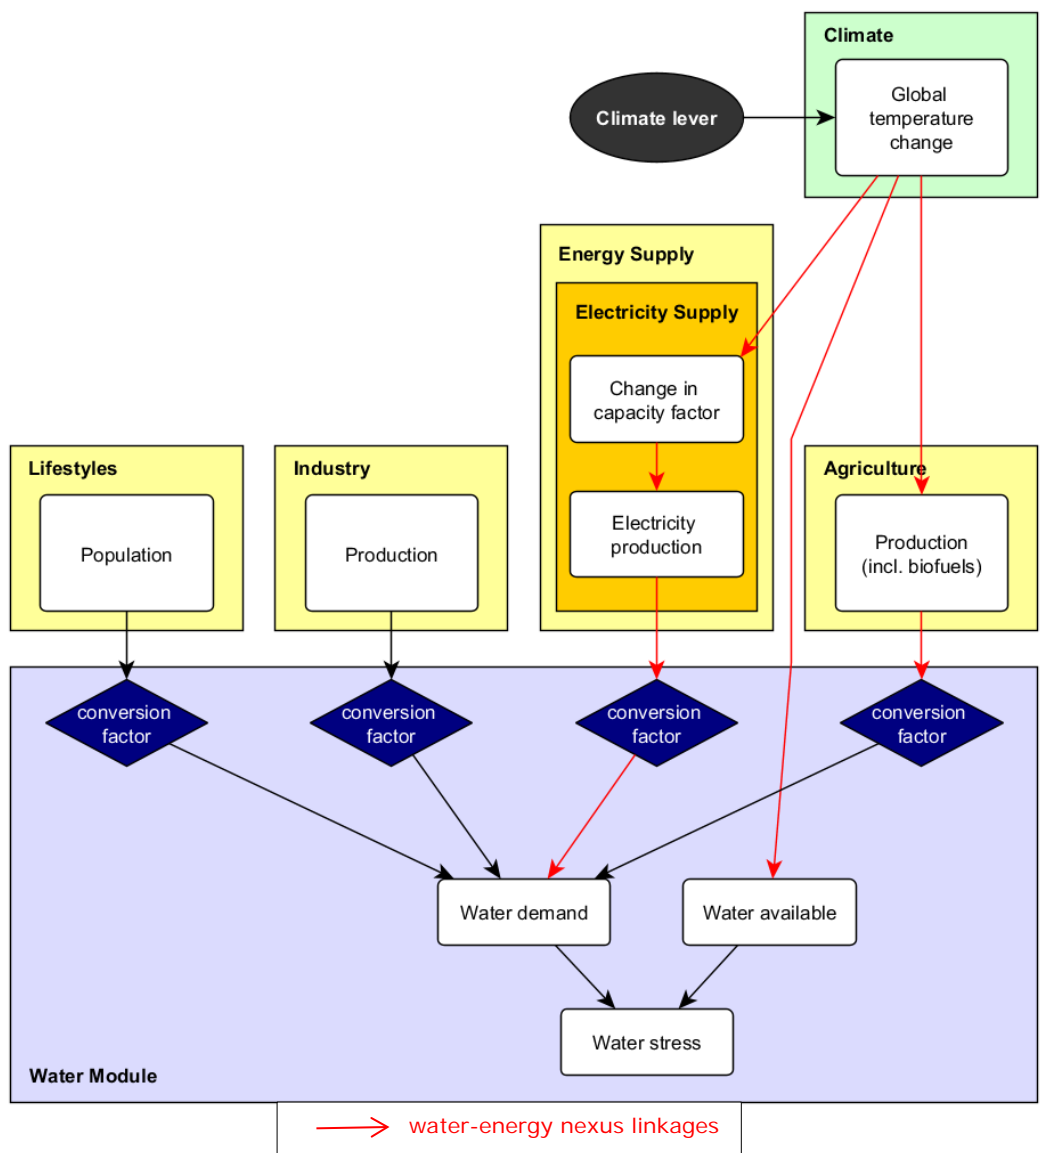 Climate
Global
temperature
change
Climate lever
Energy Supply
Electricity Supply
Change in
capacity factor
Electricity
production
Lifestyles
Population
Industry
Production
Agriculture
Production
(incl. biofuels)
conversion
factor
conversion
factor
conversion
factor
conversion
factor
Water demand
Water available
Water stress
Water Module
water-energy nexus linkages